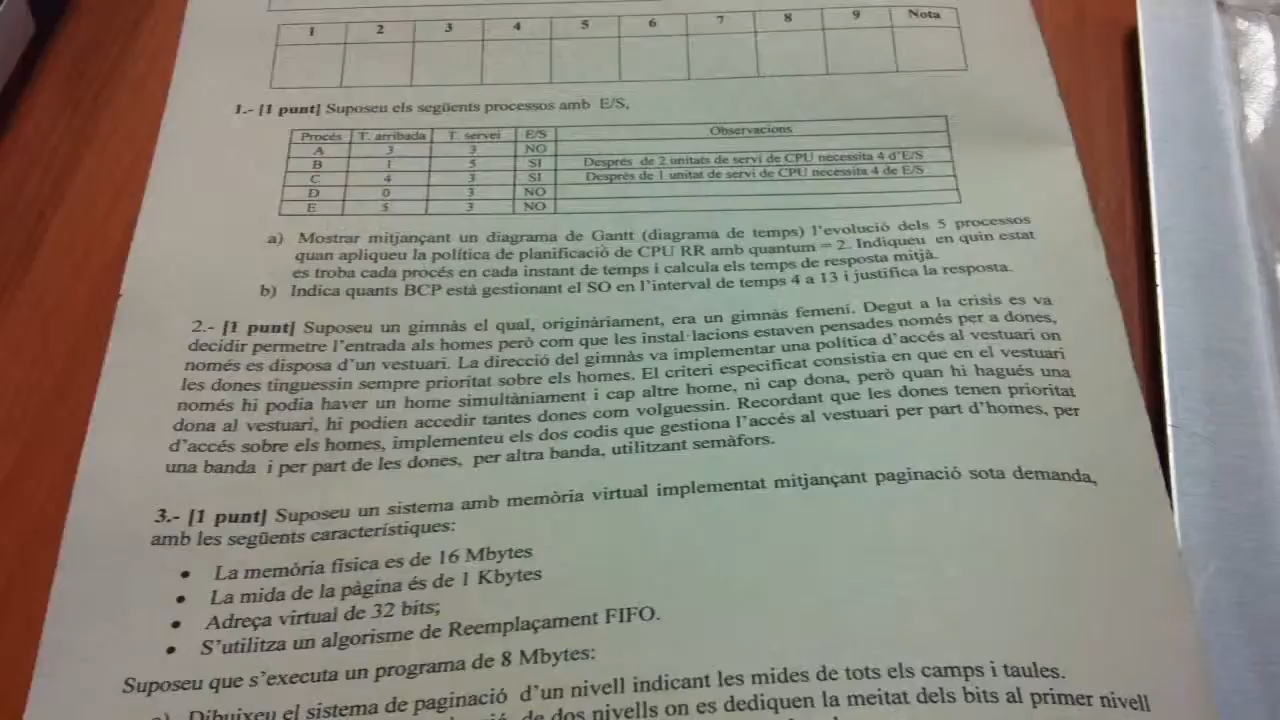 1 2 3 4 5 6 7 8 9 Nota
1.- [1 punt] Suposeu els següents processos amb E/S,
Procés T. arribada T. servei E/S Observacions
A 3 3 NO
B 1 5 SI Després de 2 unitats de servi de CPU necessita 4 d'E/S
C 4 3 SI Després de 1 unitat de servi de CPU necessita 4 de E/S
D 0 3 NO
E 5 3 NO
a) Mostrar mitjançant un diagrama de Gantt (diagrama de temps) l'evolució dels 5 processos
quan apliqueu la política de planificació de CPU RR amb quantum = 2. Indiqueu en quin estat
es troba cada procés en cada instant de temps i calcula els temps de resposta mitjà.
b) Indica quants BCP està gestionant el SO en l'interval de temps 4 a 13 i justifica la resposta.
2.- [1 punt] Suposeu un gimnàs el qual, originàriament, era un gimnàs femení. Degut a la crisis es va
decidir permetre l'entrada als homes però com que les instal·lacions estaven pensades només per a dones,
només es disposa d'un vestuari. La direcció del gimnàs va implementar una política d'accés al vestuari on
les dones tinguessin sempre prioritat sobre els homes. El criteri especificat consistia en que en el vestuari
només hi podia haver un home simultàniament i cap altre home, ni cap dona, però quan hi hagués una
dona al vestuari, hi podien accedir tantes dones com volguessin. Recordant que les dones tenen prioritat
d'accés sobre els homes, implementeu els dos codis que gestiona l'accés al vestuari per part d'homes, per
una banda i per part de les dones, per altra banda, utilitzant semàfors.
3.- [1 punt] Suposeu un sistema amb memòria virtual implementat mitjançant paginació sota demanda,
amb les següents característiques:
• La memória física es de 16 Mbytes
• La mida de la pàgina és de 1 Kbytes
• Adreça virtual de 32 bits;
• S'utilitza un algorisme de Reemplaçament FIFO.
Suposeu que s'executa un programa de 8 Mbytes:
a) Dibuixeu el sistema de paginació d'un nivell indicant les mides de tots els camps i taules.
de dos nivells on es dediquen la meitat dels bits al primer nivell